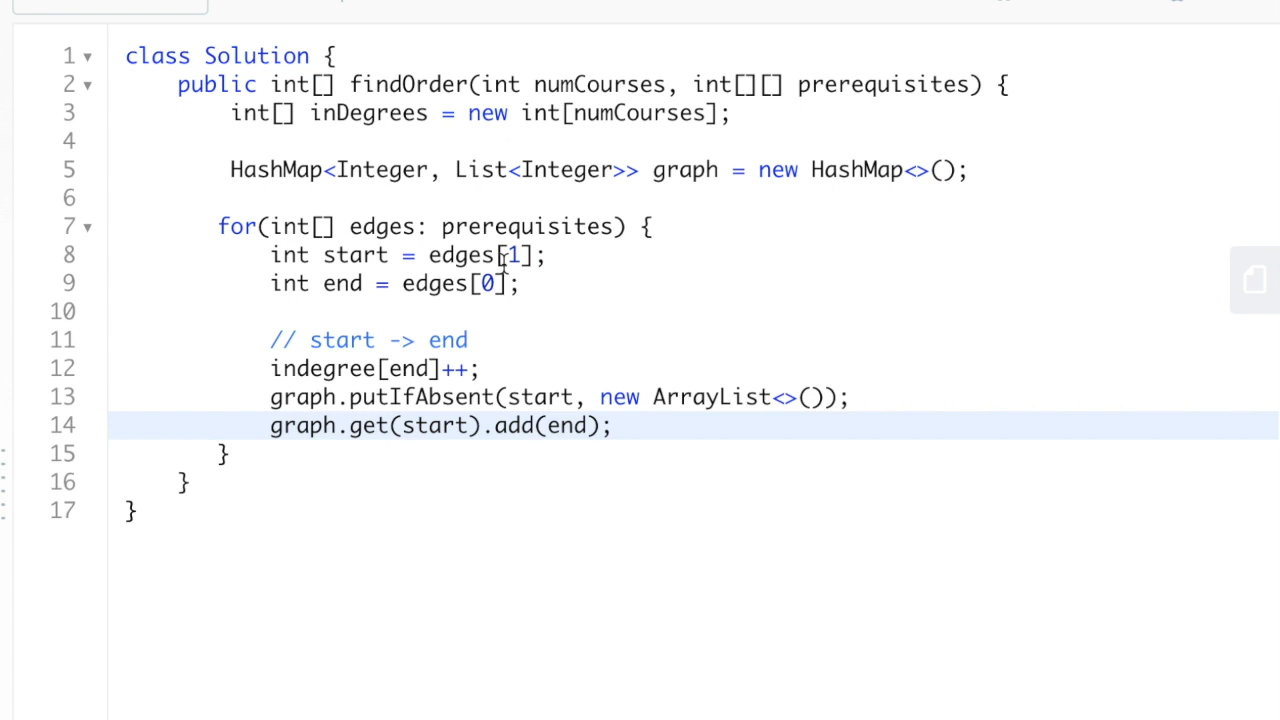 1 class Solution {
2 public int[] findOrder(int numCourses, int[][] prerequisites) {
3 int[] inDegrees = new int[numCourses];
4
5 HashMap<Integer, List<Integer>> graph = new HashMap<>();
6
7 for(int[] edges: prerequisites) {
8 int start = edges[1];
9 int end = edges[0];
10
11 // start -> end
12 indegree[end]++;
13 graph.putIfAbsent(start, new ArrayList<>());
14 graph.get(start).add(end);
15 }
16 }
17 }